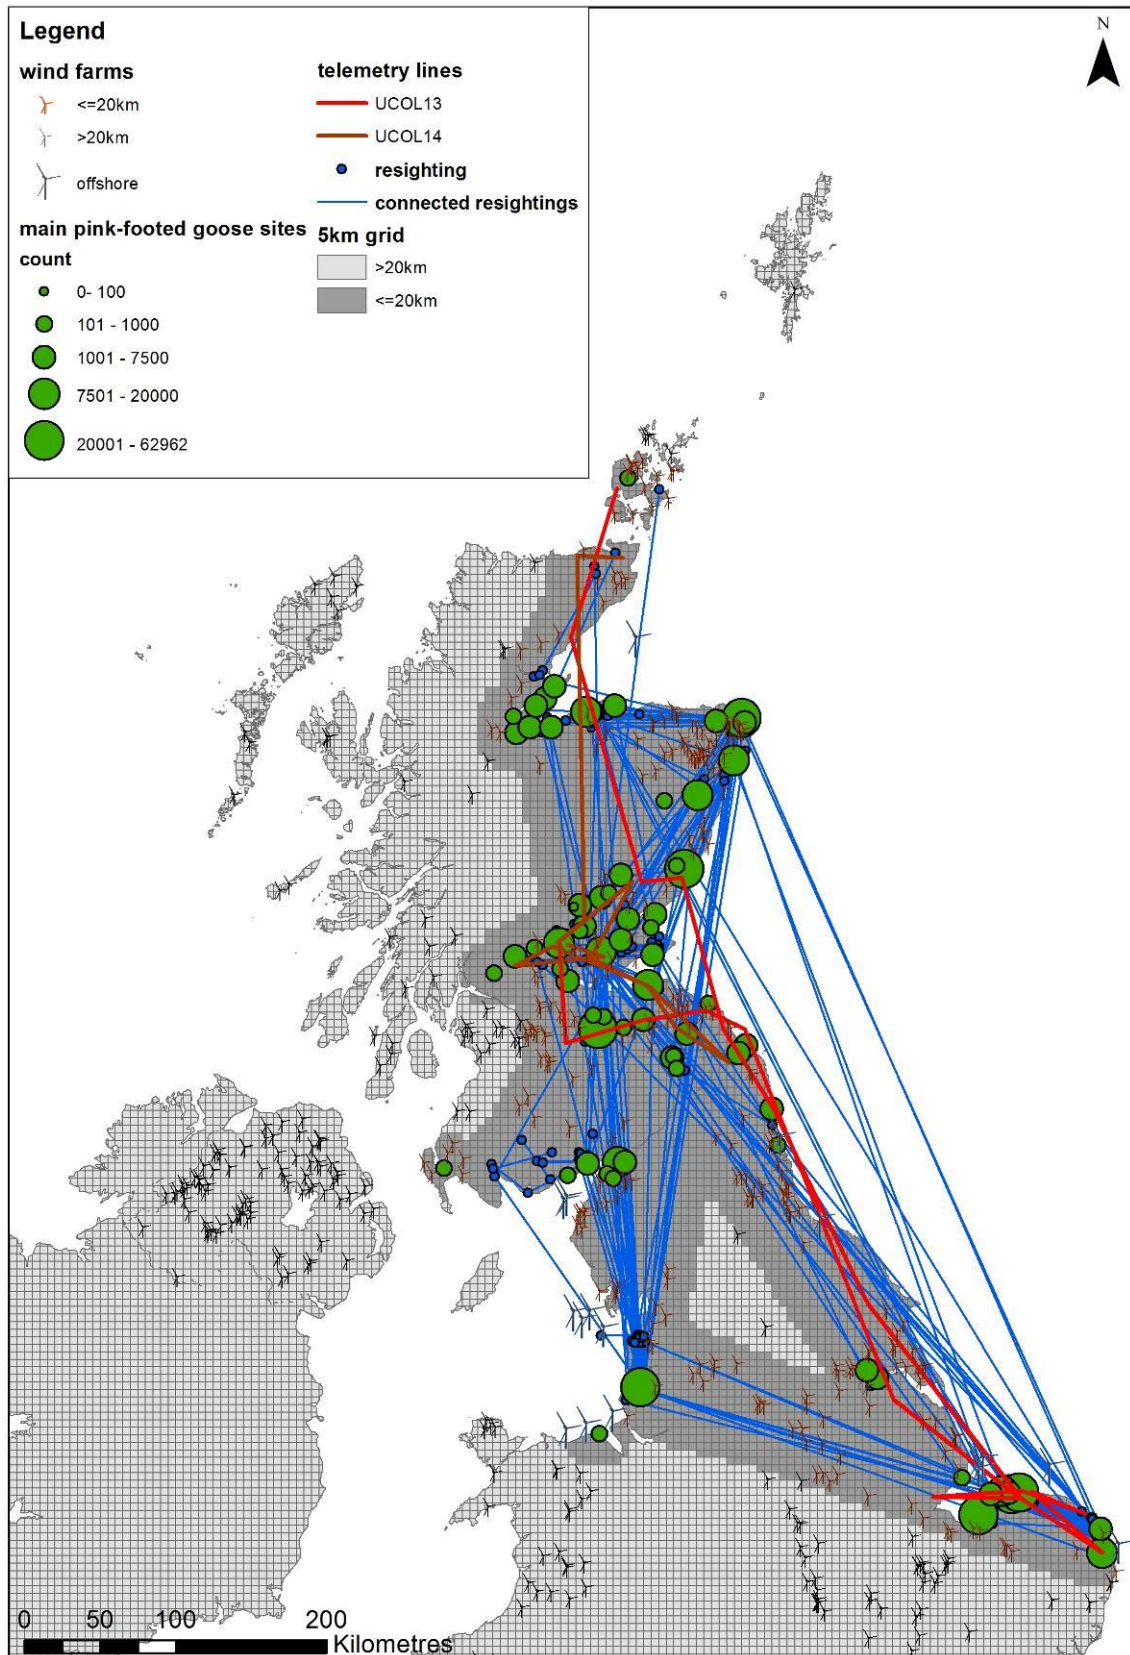 Legend
wind farms
<=20km
>20km
offshore
main pink-footed goose sites
count
0- 100
101 - 1000
1001 - 7500
7501 - 20000
20001 - 62962
telemetry lines
UCOL13
UCOL14
resighting
connected resightings
5km grid
>20km
<=20km
N
0 50 100 200
Kilometres